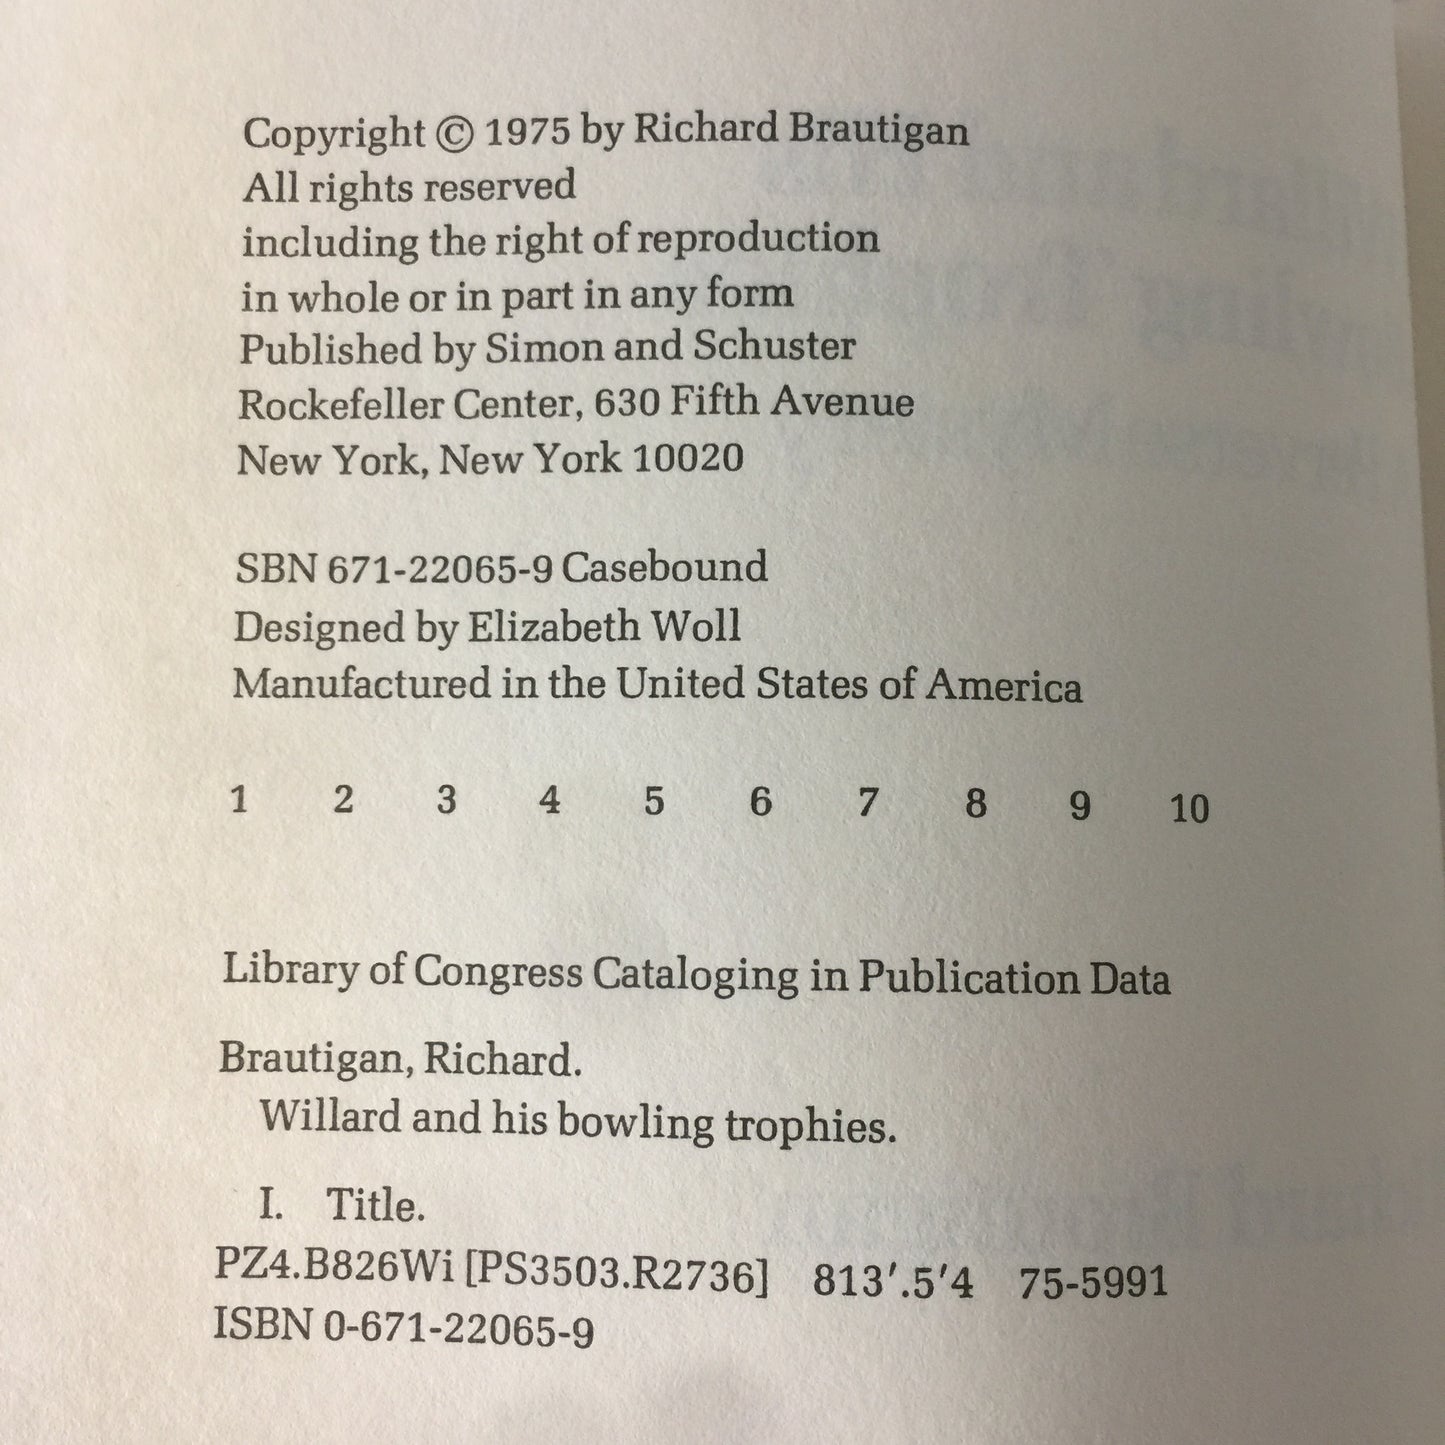 Copyright © 1975 by Richard Brautigan
All rights reserved
including the right of reproduction
in whole or in part in any form
Published by Simon and Schuster
Rockefeller Center, 630 Fifth Avenue
New York, New York 10020
SBN 671-22065-9 Casebound
Designed by Elizabeth Woll
Manufactured in the United States of America
1 2 3 4 5 6 7 8 9 10
Library of Congress Cataloging in Publication Data
Brautigan, Richard.
Willard and his bowling trophies.
I. Title.
PZ4.B826Wi [PS3503.R2736] 813′.5′4 75-5991
ISBN 0-671-22065-9